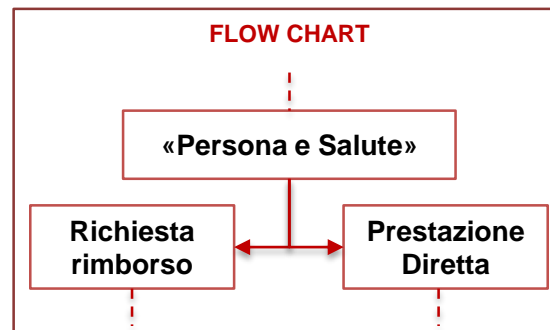 FLOW CHART
«Persona e Salute»
Richiesta
rimborso
Prestazione
Diretta